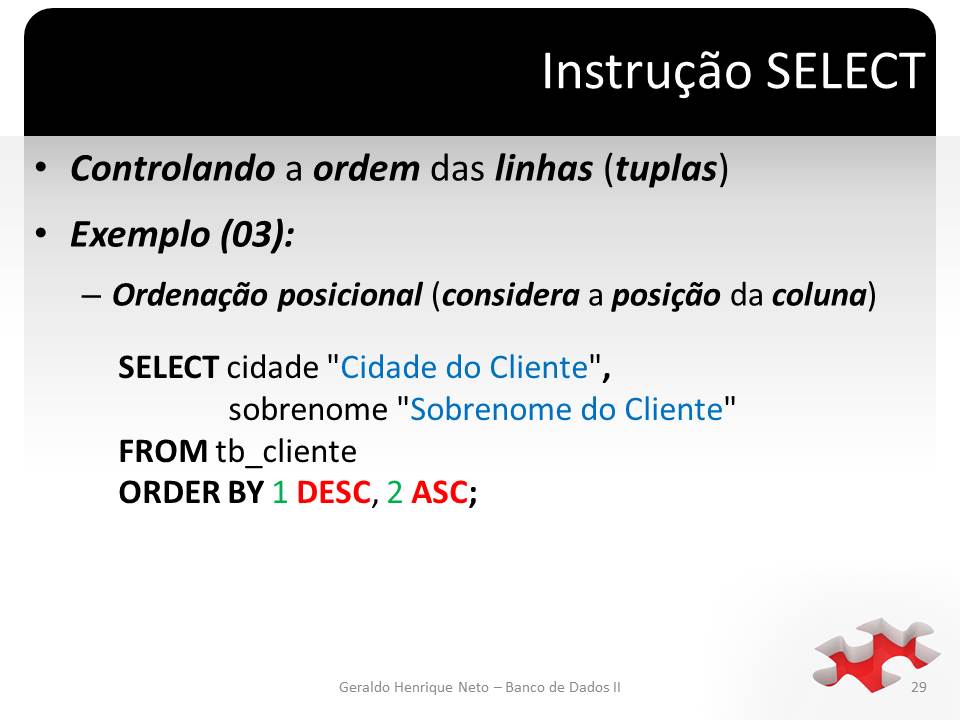 Instrução SELECT
• Controlando a ordem das linhas (tuplas)
• Exemplo (03):
– Ordenação posicional (considera a posição da coluna)
SELECT cidade "Cidade do Cliente",
sobrenome "Sobrenome do Cliente"
FROM tb_cliente
ORDER BY 1 DESC, 2 ASC;
Geraldo Henrique Neto – Banco de Dados II
29